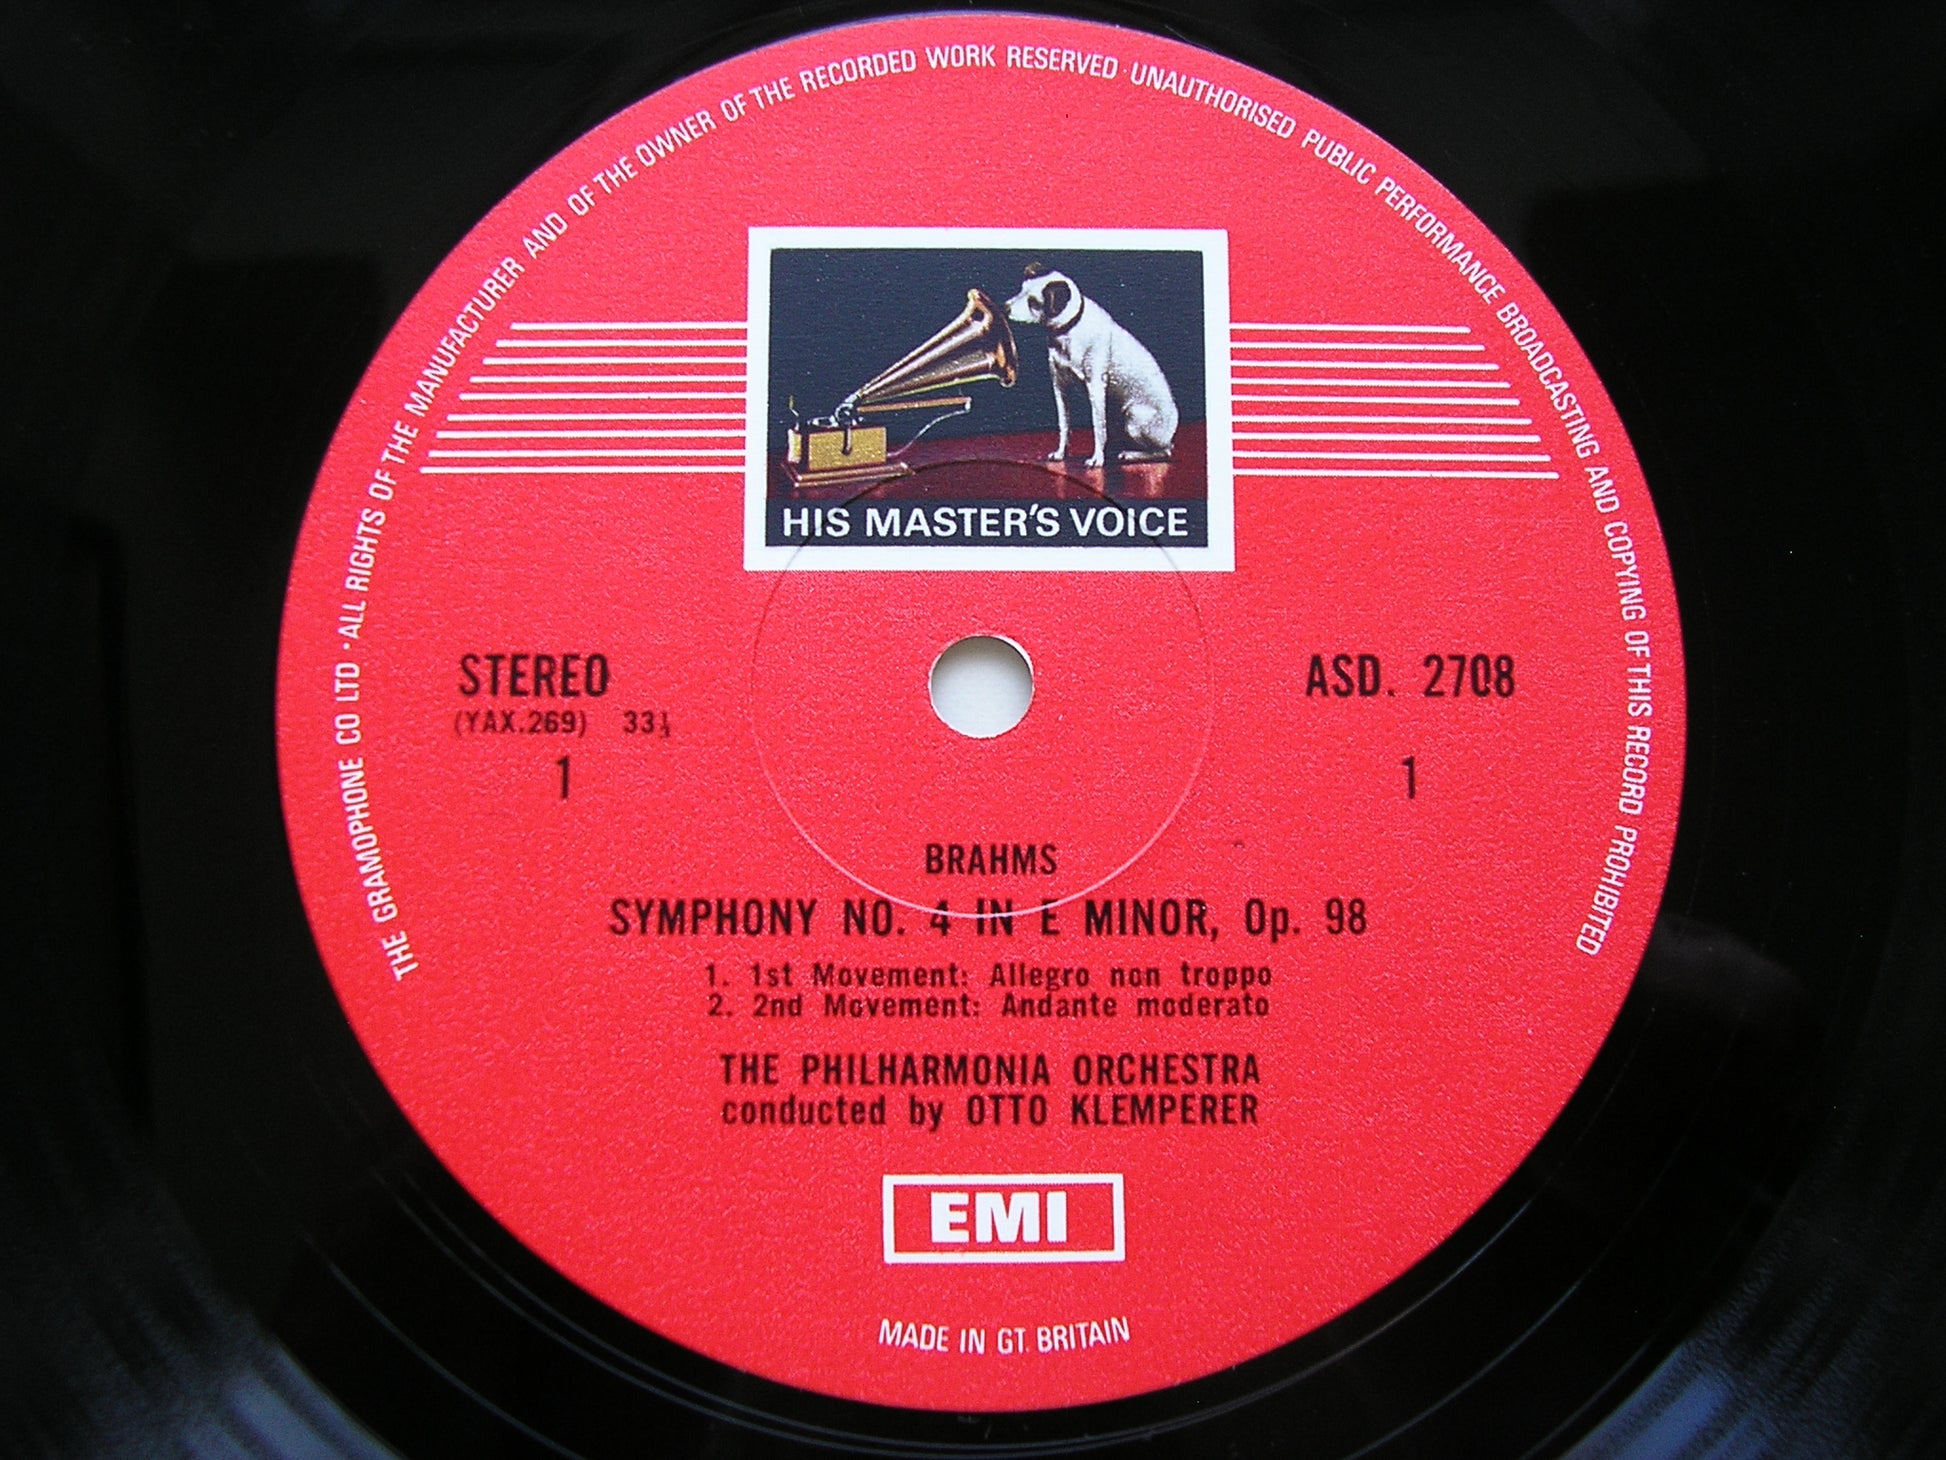 THE GRAMOPHONE CO LTD · ALL RIGHTS OF THE MANUFACTURER AND OF THE OWNER OF THE RECORDED WORK RESERVED · UNAUTHORISED PUBLIC PERFORMANCE BROADCASTING AND COPYING OF THIS RECORD PROHIBITED
HIS MASTER'S VOICE
STEREO
(YAX.269) 33⅓
1
ASD. 2708
1
BRAHMS
SYMPHONY NO. 4 IN E MINOR, Op. 98
1. 1st Movement: Allegro non troppo
2. 2nd Movement: Andante moderato
THE PHILHARMONIA ORCHESTRA
conducted by OTTO KLEMPERER
EMI
MADE IN GT. BRITAIN